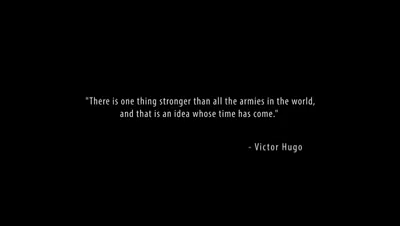 "There is one thing stronger than all the armies in the world,
and that is an idea whose time has come."
- Victor Hugo